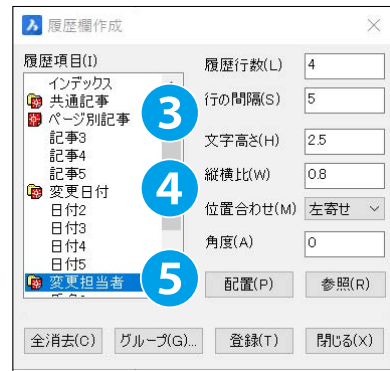 履歴欄作成
履歴項目(I)
インデックス
共通記事
ページ別記事
記事3
記事4
記事5
変更日付
日付2
日付3
日付4
日付5
変更担当者
3
4
5
履歴行数(L) 4
行の間隔(S) 5
文字高さ(H) 2.5
縦横比(W) 0.8
位置合わせ(M) 左寄せ
角度(A) 0
配置(P) 参照(R)
全消去(C) グループ(G)... 登録(T) 閉じる(X)